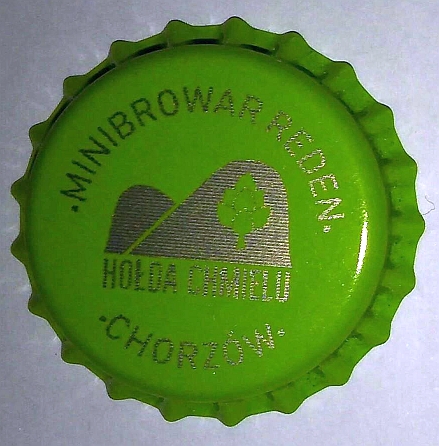 ·MINIBROWAR REDEN·
HOŁDA CHMIELU
·CHORZÓW·